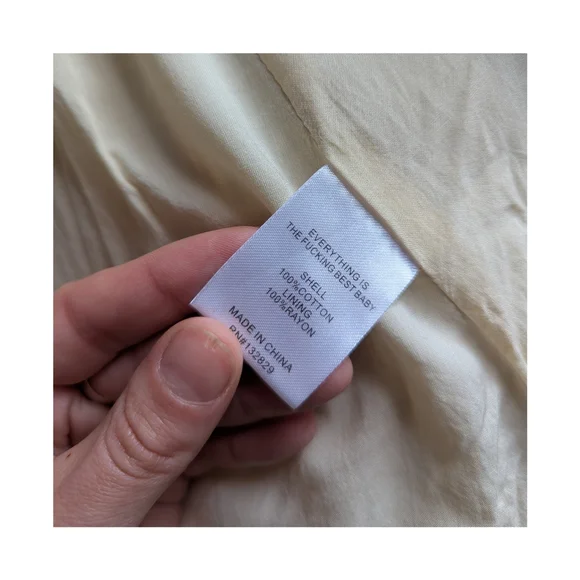 EVERYTHING IS
THE FUCKING BEST BABY
SHELL
100%COTTON
LINING
100%RAYON
MADE IN CHINA
RN#132829